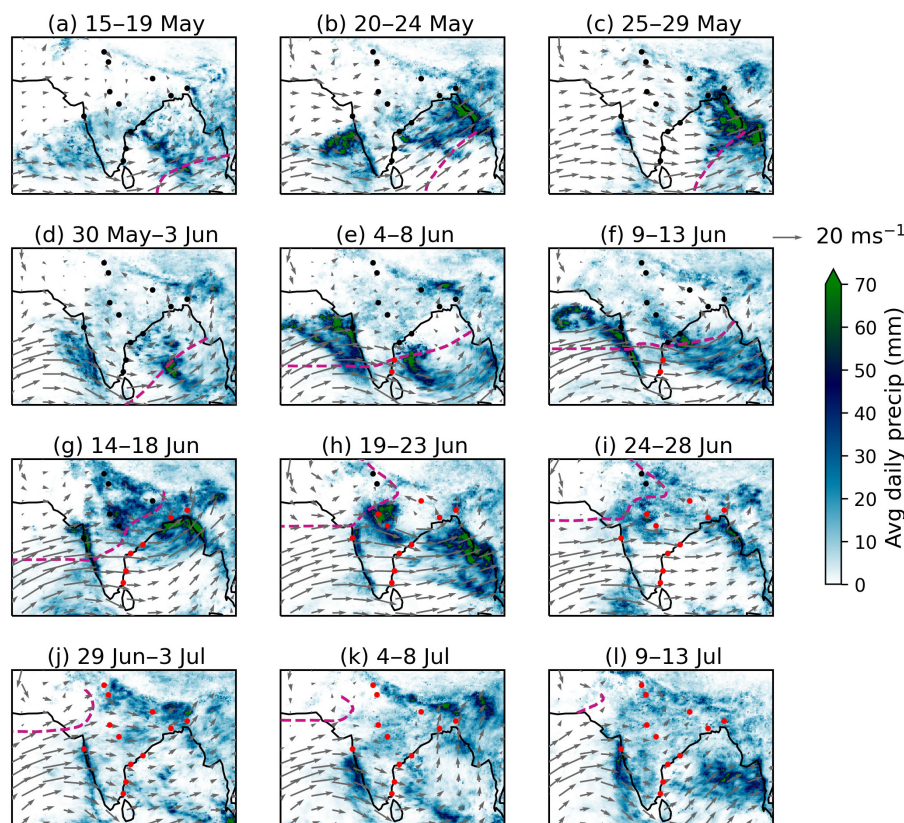 (a) 15–19 May
(b) 20–24 May
(c) 25–29 May
(d) 30 May–3 Jun
(e) 4–8 Jun
(f) 9–13 Jun
20 ms⁻¹
70
60
50
40
30
20
10
0
Avg daily precip (mm)
(g) 14–18 Jun
(h) 19–23 Jun
(i) 24–28 Jun
(j) 29 Jun–3 Jul
(k) 4–8 Jul
(l) 9–13 Jul